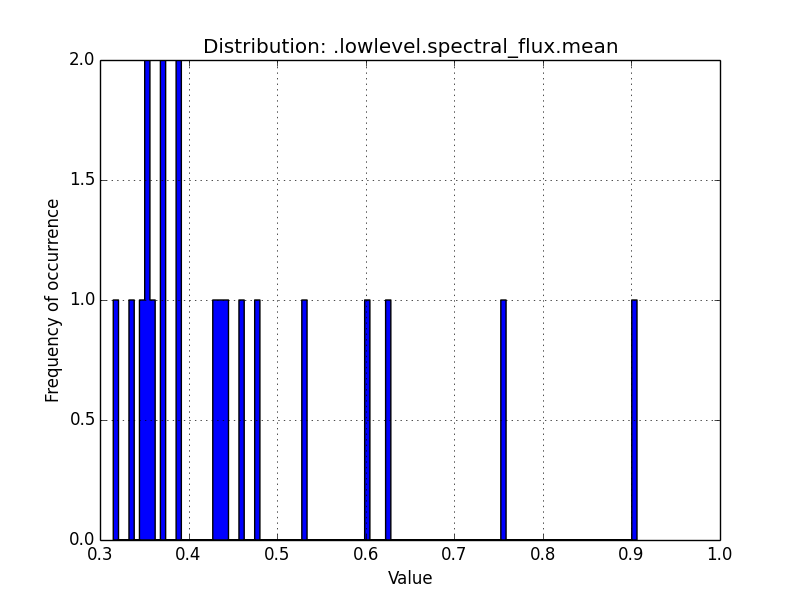 Distribution: .lowlevel.spectral_flux.mean
2.0
1.5
1.0
0.5
0.0
Frequency of occurrence
0.3 0.4 0.5 0.6 0.7 0.8 0.9 1.0
Value